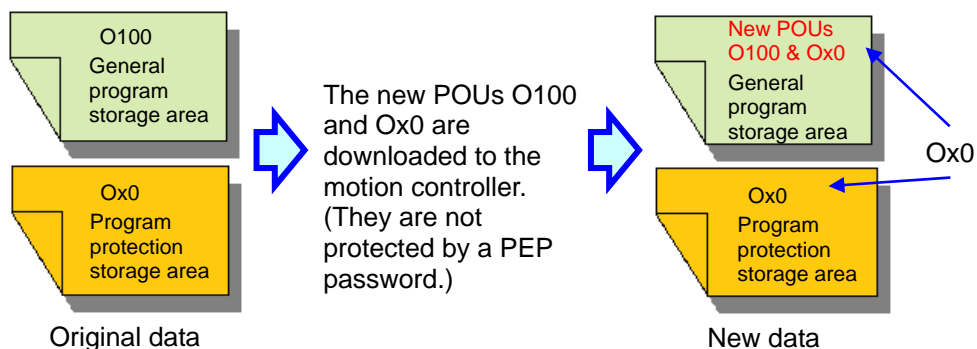 O100
General
program
storage area
Ox0
Program
protection
storage area
Original data
The new POUs O100
and Ox0 are
downloaded to the
motion controller.
(They are not
protected by a PEP
password.)
New POUs
O100 & Ox0
General
program
storage area
Ox0
Ox0
Program
protection
storage area
New data